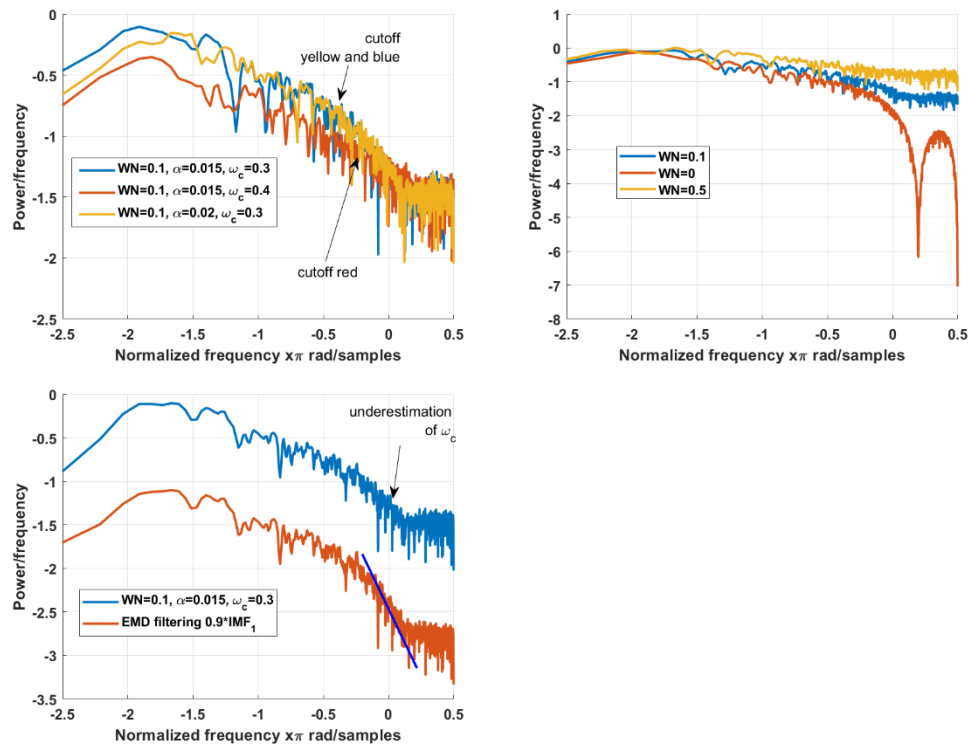 0
-0.5
-1
-1.5
-2
-2.5
Power/frequency
cutoff
yellow and blue
WN=0.1, α=0.015, ω_c=0.3
WN=0.1, α=0.015, ω_c=0.4
WN=0.1, α=0.02, ω_c=0.3
cutoff red
-2.5 -2 -1.5 -1 -0.5 0 0.5
Normalized frequency xπ rad/samples
1
0
-1
-2
-3
-4
-5
-6
-7
-8
Power/frequency
WN=0.1
WN=0
WN=0.5
-2.5 -2 -1.5 -1 -0.5 0 0.5
Normalized frequency xπ rad/samples
0
-0.5
-1
-1.5
-2
-2.5
-3
-3.5
Power/frequency
underestimation
of ω_c
WN=0.1, α=0.015, ω_c=0.3
EMD filtering 0.9*IMF_1
-2.5 -2 -1.5 -1 -0.5 0 0.5
Normalized frequency xπ rad/samples